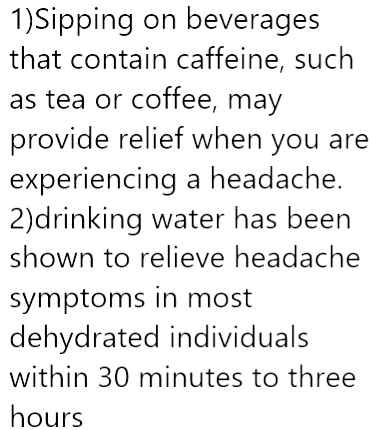 1)Sipping on beverages
that contain caffeine, such
as tea or coffee, may
provide relief when you are
experiencing a headache.
2)drinking water has been
shown to relieve headache
symptoms in most
dehydrated individuals
within 30 minutes to three
hours